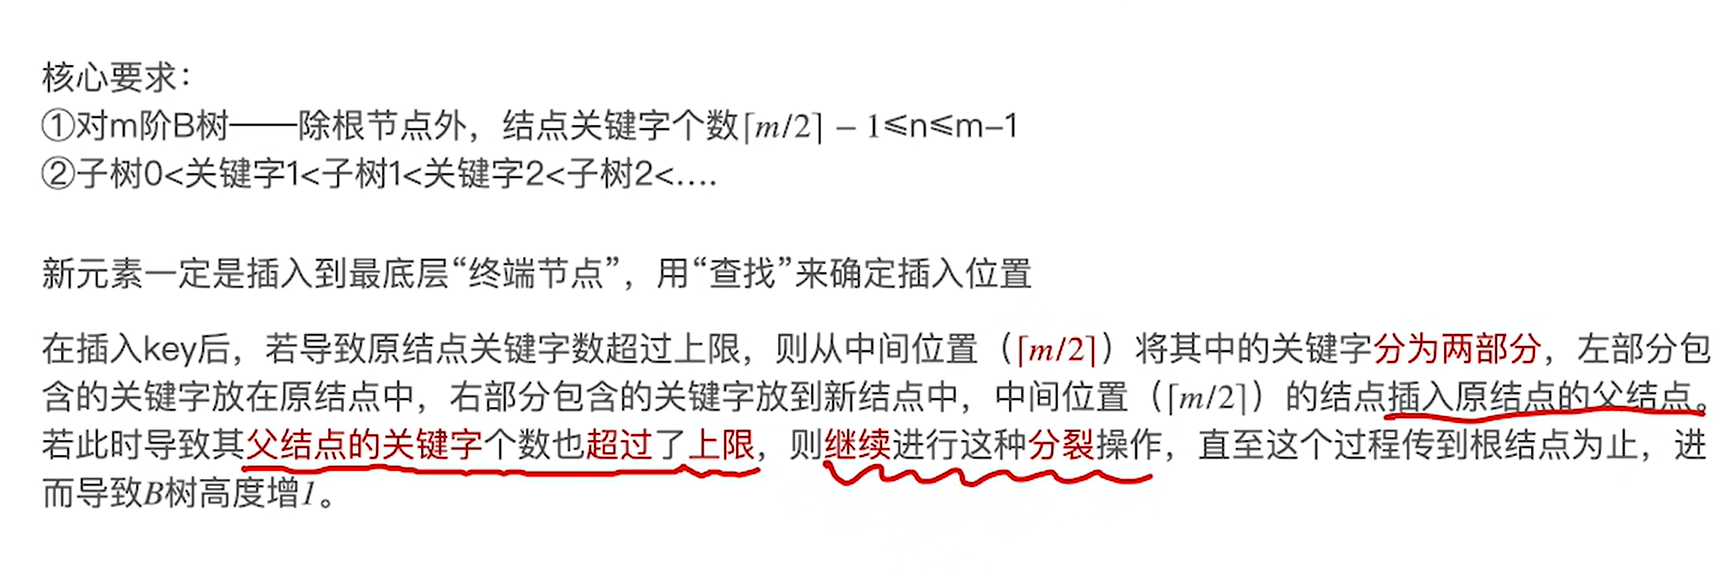 核心要求：
①对m阶B树——除根节点外，结点关键字个数⌈m/2⌉ − 1≤n≤m−1
②子树0<关键字1<子树1<关键字2<子树2<....
新元素一定是插入到最底层“终端节点”，用“查找”来确定插入位置
在插入key后，若导致原结点关键字数超过上限，则从中间位置（⌈m/2⌉）将其中的关键字分为两部分，左部分包
含的关键字放在原结点中，右部分包含的关键字放到新结点中，中间位置（⌈m/2⌉）的结点插入原结点的父结点。
若此时导致其父结点的关键字个数也超过了上限，则继续进行这种分裂操作，直至这个过程传到根结点为止，进
而导致B树高度增1。